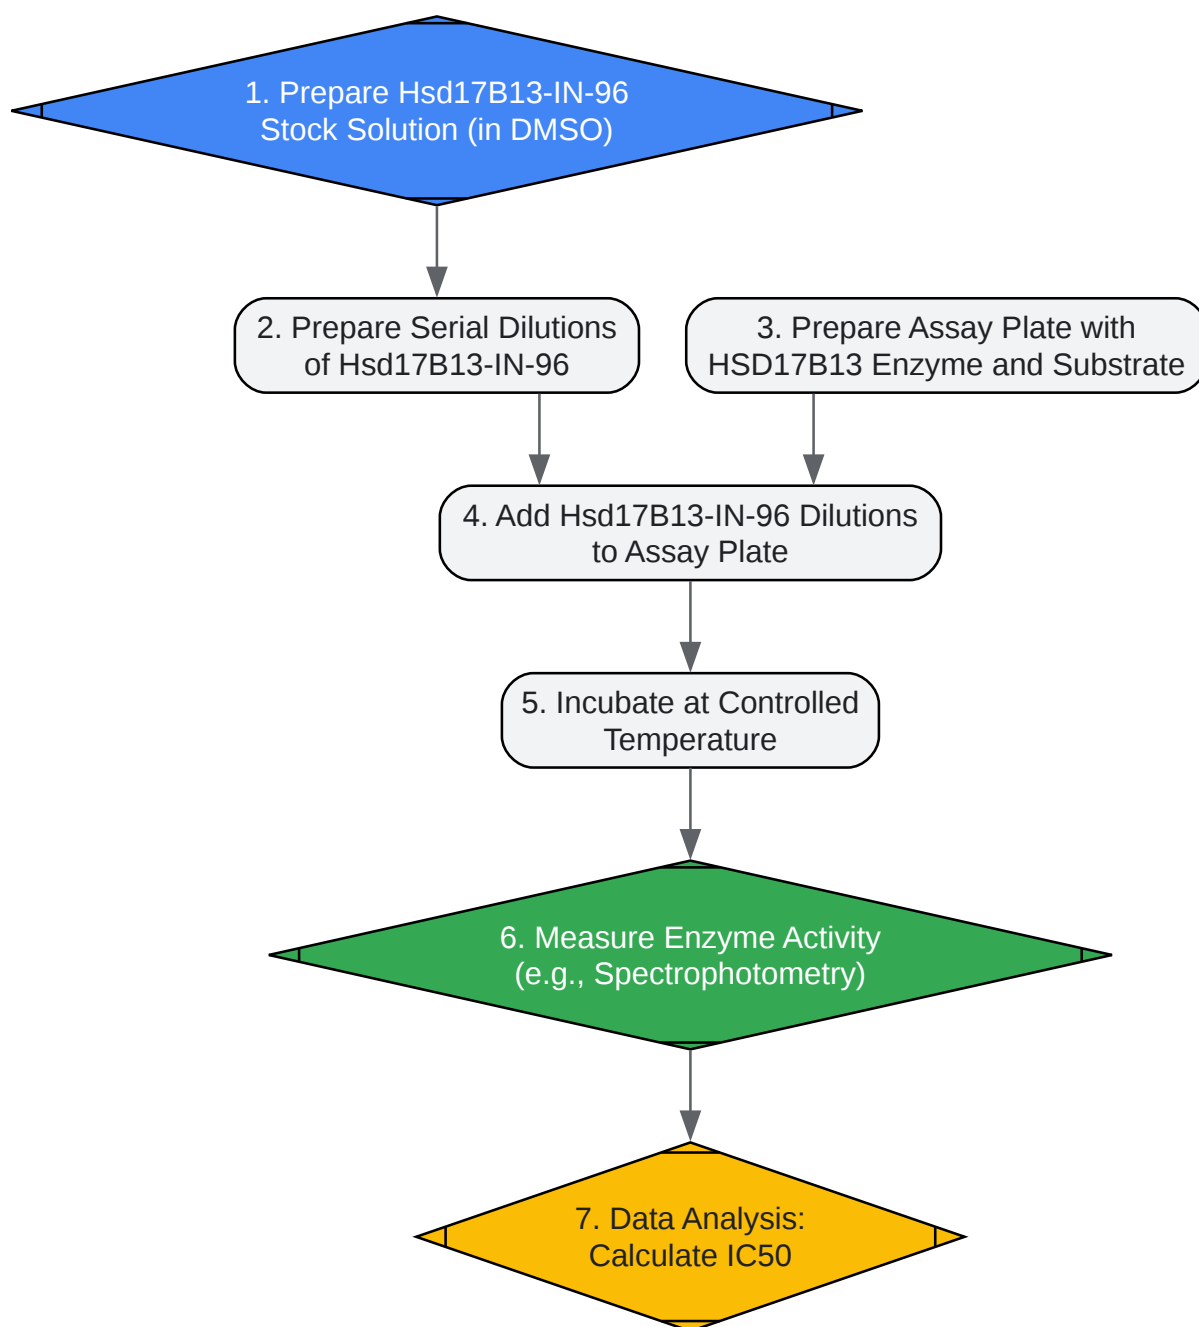 1. Prepare Hsd17B13-IN-96
Stock Solution (in DMSO)
2. Prepare Serial Dilutions
of Hsd17B13-IN-96
3. Prepare Assay Plate with
HSD17B13 Enzyme and Substrate
4. Add Hsd17B13-IN-96 Dilutions
to Assay Plate
5. Incubate at Controlled
Temperature
6. Measure Enzyme Activity
(e.g., Spectrophotometry)
7. Data Analysis:
Calculate IC50